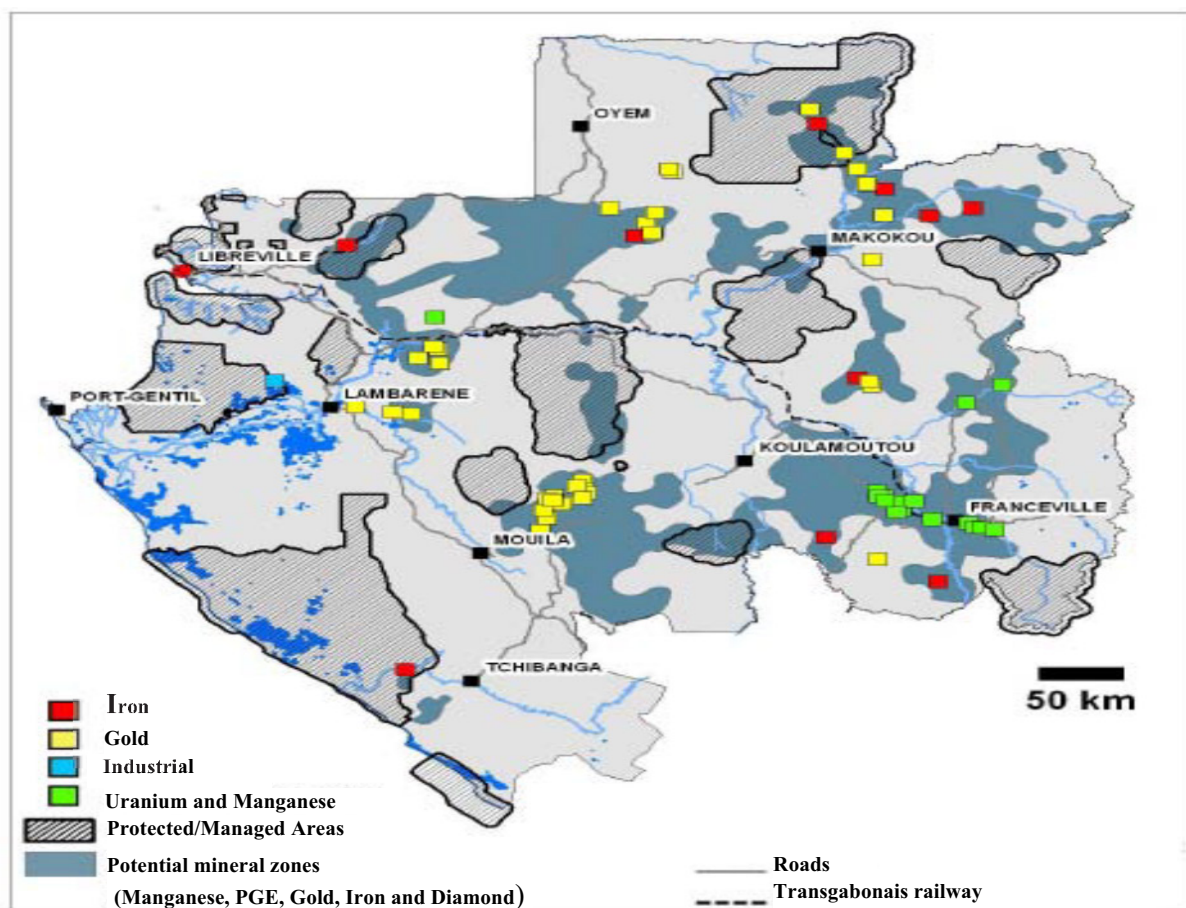 OYEM
MAKOKOU
LIBREVILLE
PORT-GENTIL
LAMBARENE
KOULAMOUTOU
FRANCEVILLE
MOUILA
TCHIBANGA
50 km
Iron
Gold
Industrial
Uranium and Manganese
Protected/Managed Areas
Potential mineral zones
(Manganese, PGE, Gold, Iron and Diamond)
Roads
Transgabonais railway